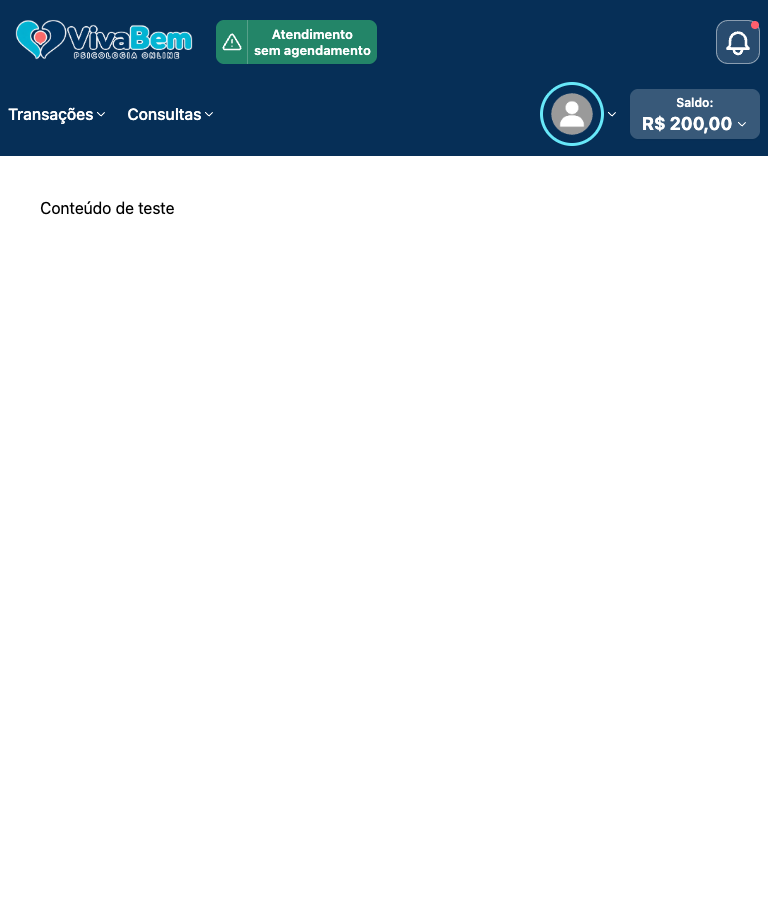 VivaBem
PSICOLOGIA ONLINE
Atendimento
sem agendamento
Transações
Consultas
Saldo:
R$ 200,00
Conteúdo de teste